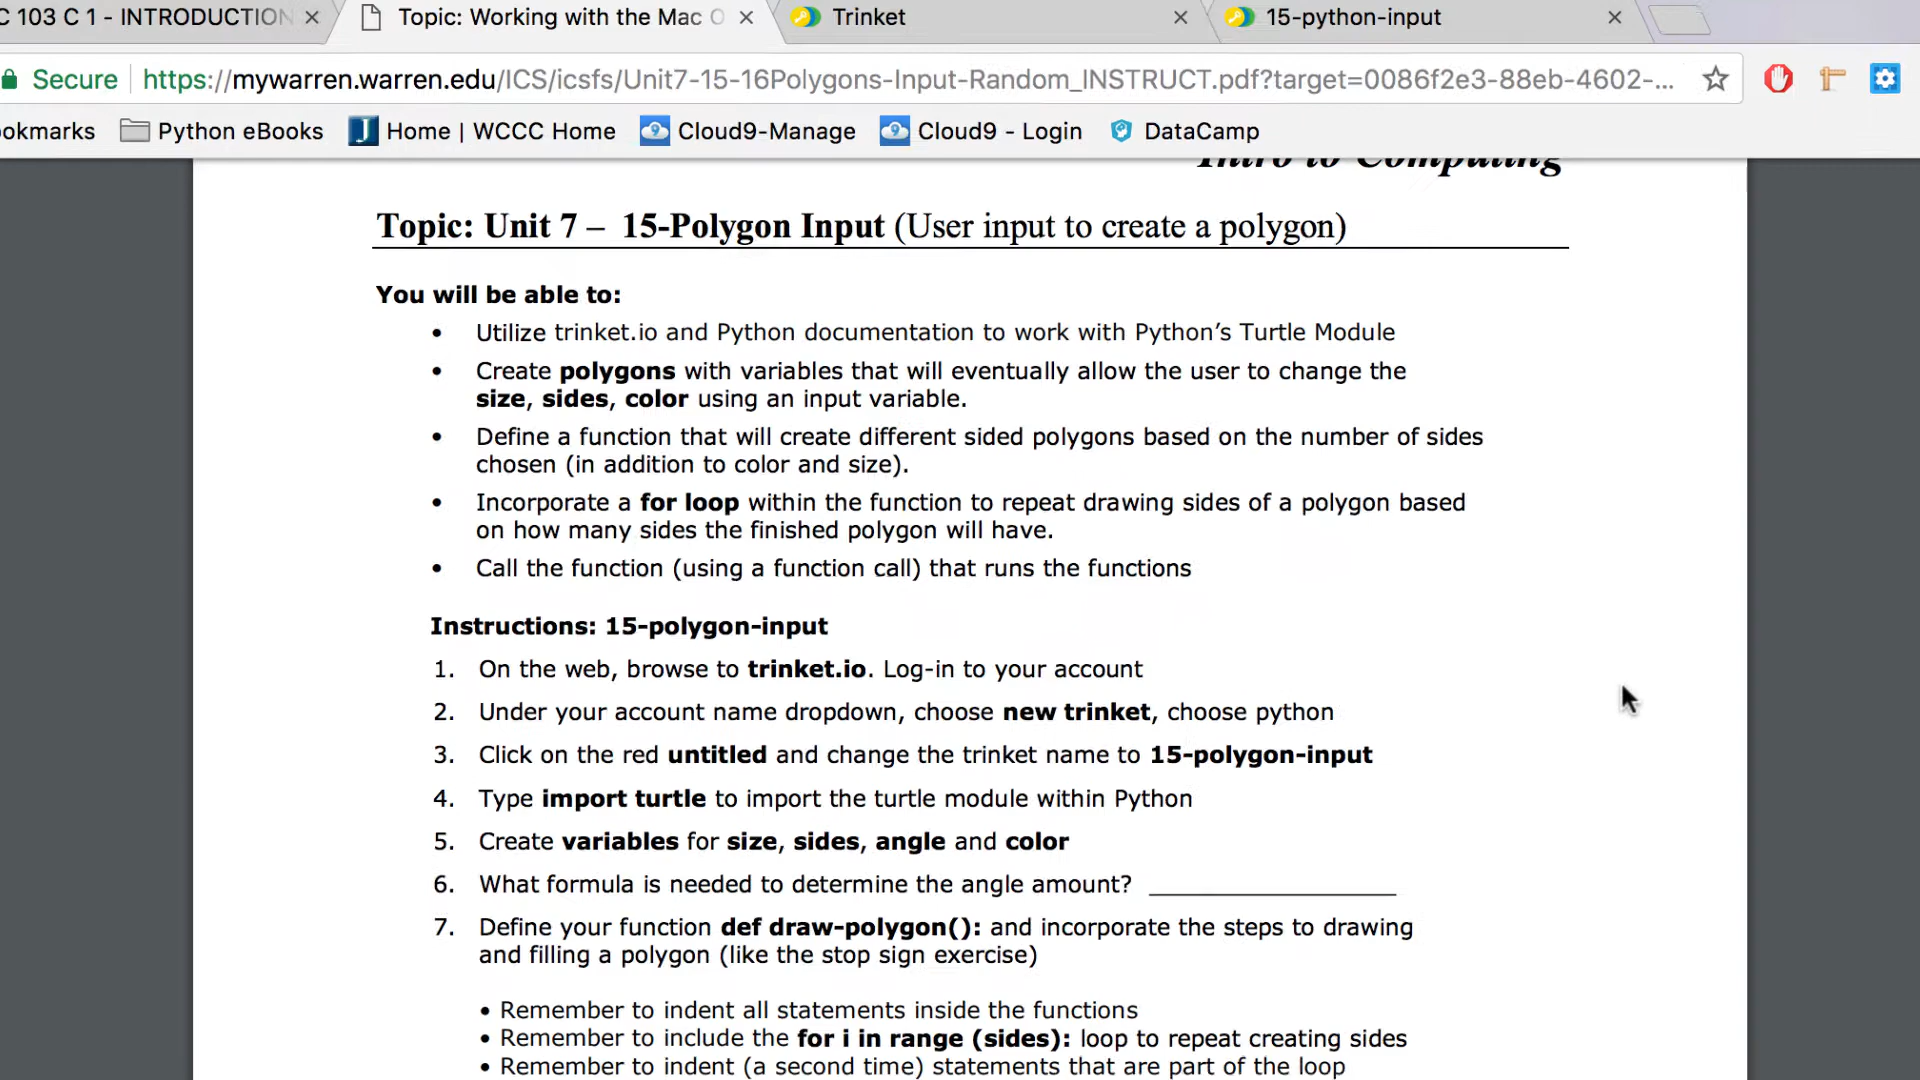 C 103 C 1 - INTRODUCTION
Topic: Working with the Mac O
Trinket
15-python-input
Secure https://mywarren.warren.edu/ICS/icsfs/Unit7-15-16Polygons-Input-Random_INSTRUCT.pdf?target=0086f2e3-88eb-4602-...
okmarks Python eBooks Home | WCCC Home Cloud9-Manage Cloud9 - Login DataCamp
Intro to Computing
Topic: Unit 7 – 15-Polygon Input (User input to create a polygon)
You will be able to:
• Utilize trinket.io and Python documentation to work with Python’s Turtle Module
• Create polygons with variables that will eventually allow the user to change the
size, sides, color using an input variable.
• Define a function that will create different sided polygons based on the number of sides
chosen (in addition to color and size).
• Incorporate a for loop within the function to repeat drawing sides of a polygon based
on how many sides the finished polygon will have.
• Call the function (using a function call) that runs the functions
Instructions: 15-polygon-input
1. On the web, browse to trinket.io. Log-in to your account
2. Under your account name dropdown, choose new trinket, choose python
3. Click on the red untitled and change the trinket name to 15-polygon-input
4. Type import turtle to import the turtle module within Python
5. Create variables for size, sides, angle and color
6. What formula is needed to determine the angle amount? ___________________
7. Define your function def draw-polygon(): and incorporate the steps to drawing
and filling a polygon (like the stop sign exercise)
• Remember to indent all statements inside the functions
• Remember to include the for i in range (sides): loop to repeat creating sides
• Remember to indent (a second time) statements that are part of the loop